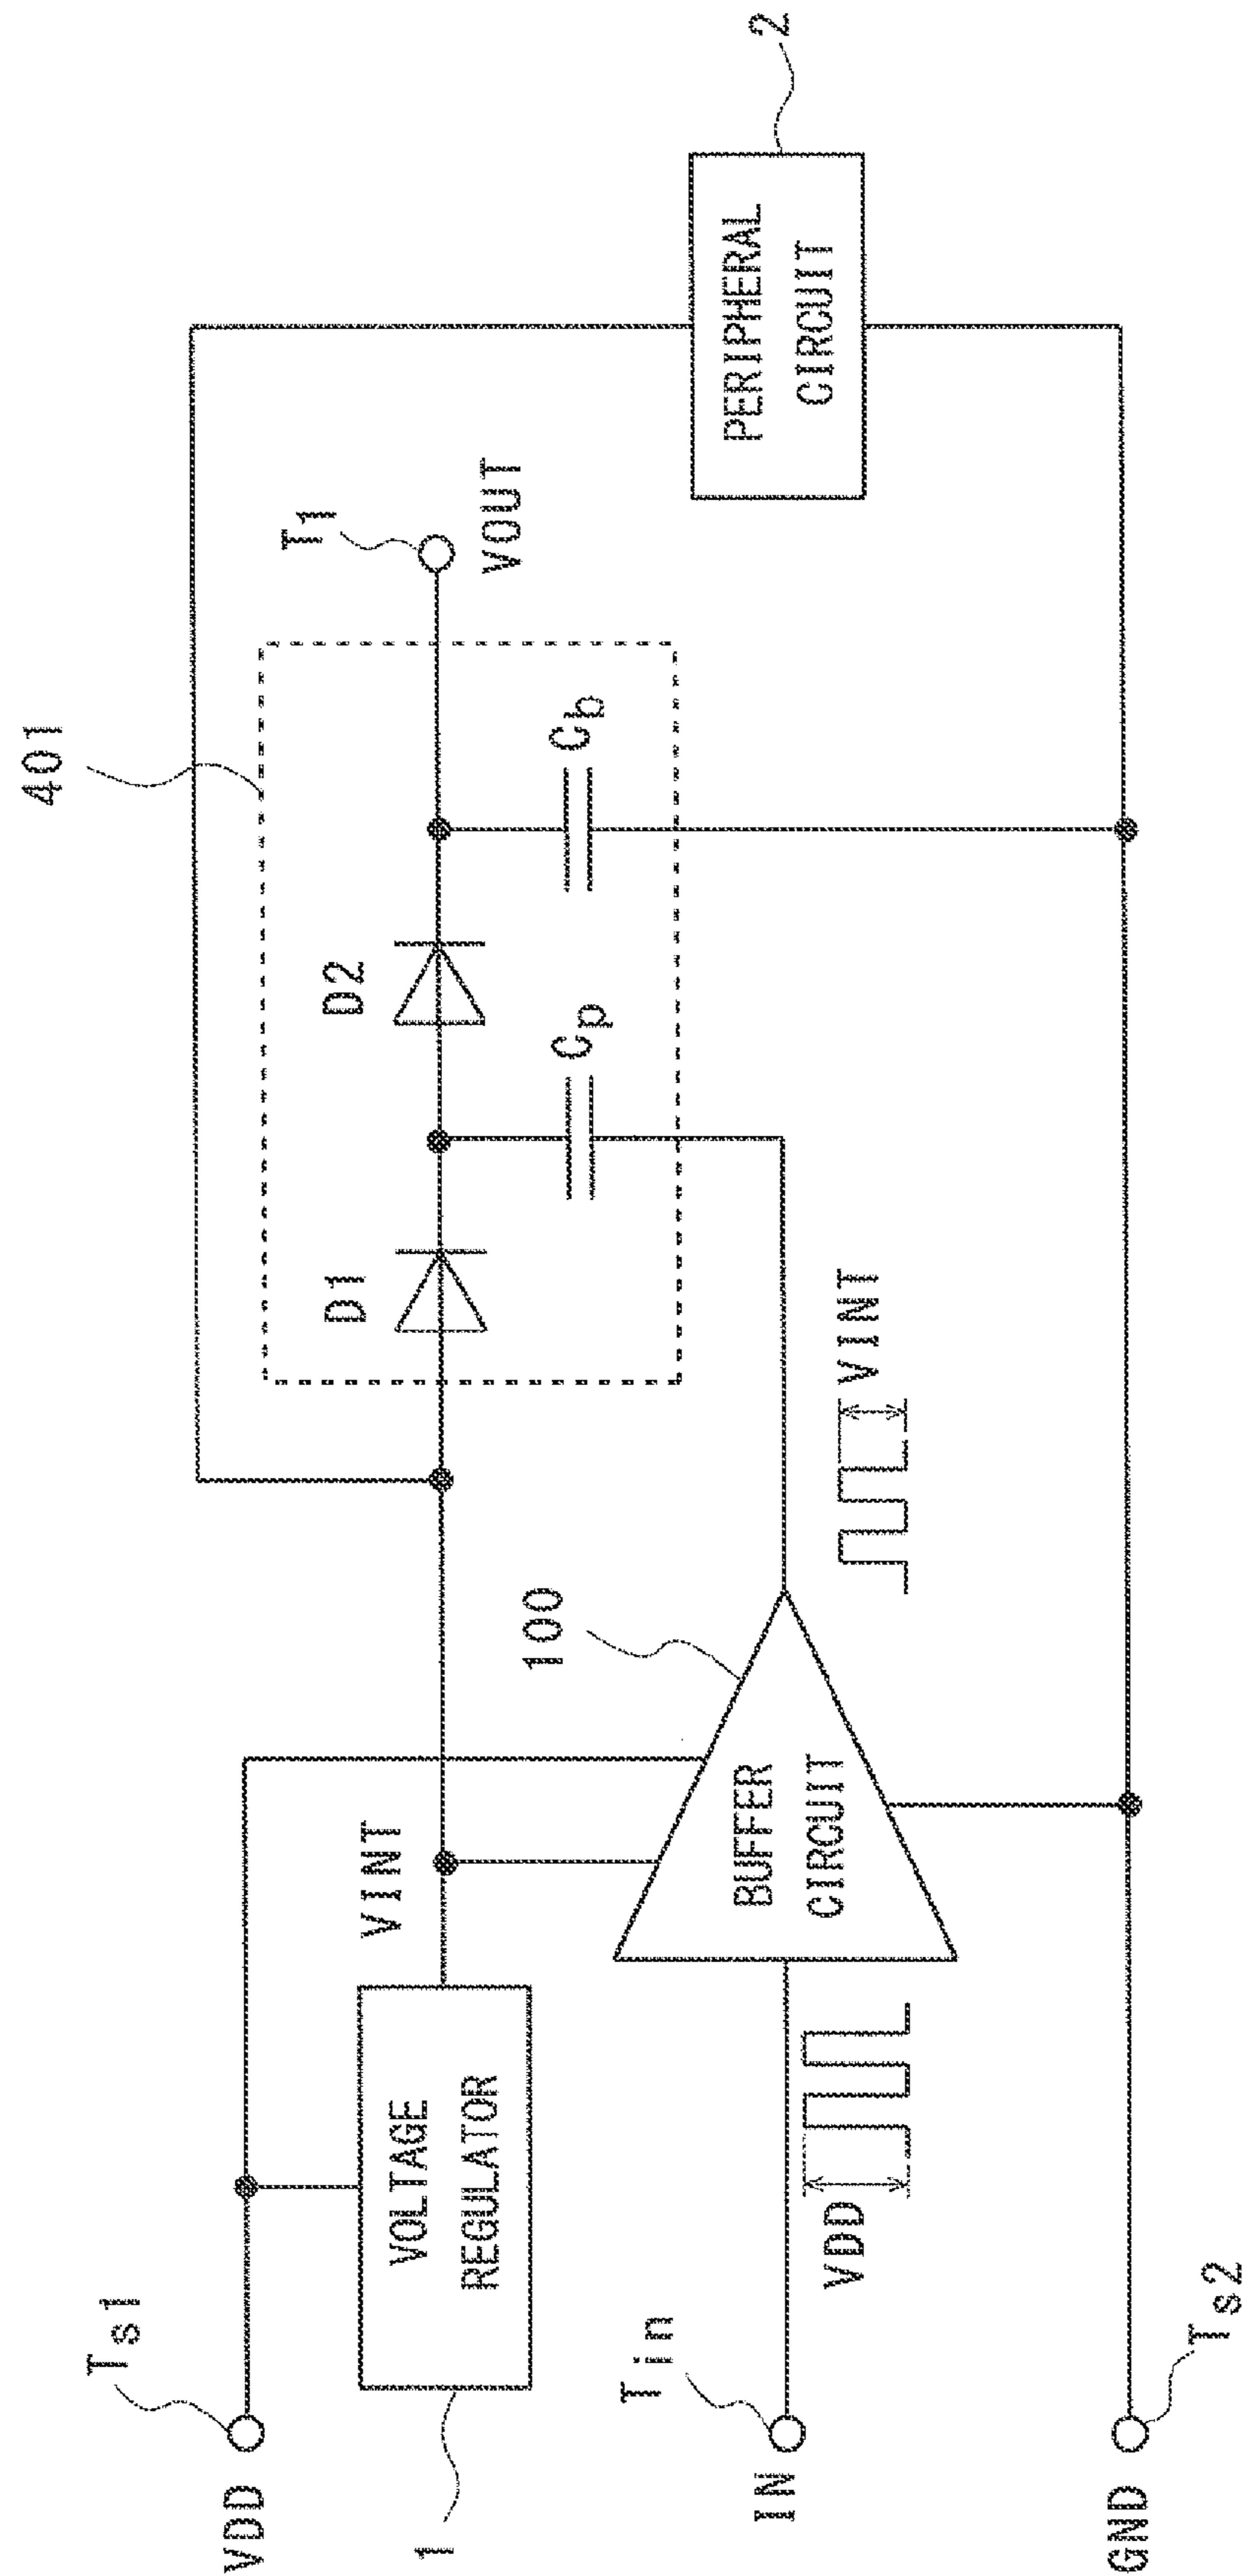 401
Ts1
VDD
1
VOLTAGE
REGULATOR
VINT
D1
D2
Cp
Cb
T1
VOUT
100
BUFFER
CIRCUIT
Tin
IN
VDD
VINT
PERIPHERAL
CIRCUIT
2
GND
Ts2